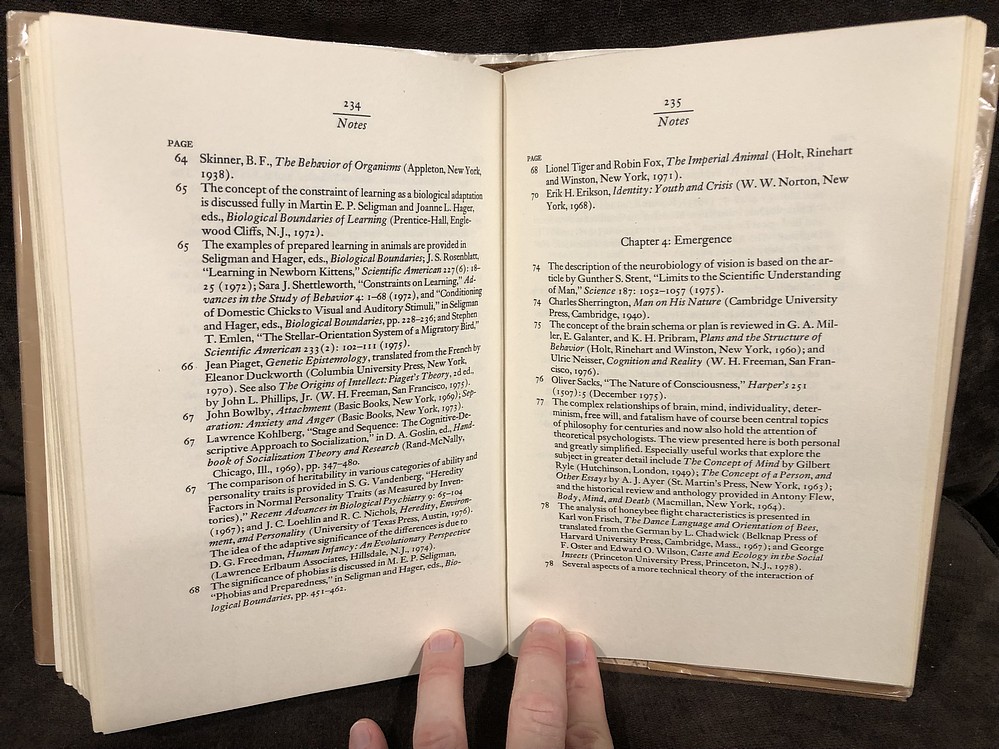 234
Notes
PAGE
64 Skinner, B. F., The Behavior of Organisms (Appleton, New York,
1938).
65 The concept of the constraint of learning as a biological adaptation
is discussed fully in Martin E. P. Seligman and Joanne L. Hager,
eds., Biological Boundaries of Learning (Prentice-Hall, Engle-
wood Cliffs, N.J., 1972).
65 The examples of prepared learning in animals are provided in
Seligman and Hager, eds., Biological Boundaries; J. S. Rosenblatt,
"Learning in Newborn Kittens," Scientific American 227(6): 18-
25 (1972); Sara J. Shettleworth, "Constraints on Learning," Ad-
vances in the Study of Behavior 4: 1–68 (1972), and "Conditioning
of Domestic Chicks to Visual and Auditory Stimuli," in Seligman
and Hager, eds., Biological Boundaries, pp. 228–236; and Stephen
T. Emlen, "The Stellar-Orientation System of a Migratory Bird,"
Scientific American 233(2): 102–111 (1975).
66 Jean Piaget, Genetic Epistemology, translated from the French by
Eleanor Duckworth (Columbia University Press, New York,
1970). See also The Origins of Intellect: Piaget's Theory, 2d ed.,
by John L. Phillips, Jr. (W. H. Freeman, San Francisco, 1975).
67 John Bowlby, Attachment (Basic Books, New York, 1969); Sep-
aration: Anxiety and Anger (Basic Books, New York, 1973).
67 Lawrence Kohlberg, "Stage and Sequence: The Cognitive-De-
scriptive Approach to Socialization," in D. A. Goslin, ed., Hand-
book of Socialization Theory and Research (Rand-McNally,
Chicago, Ill., 1969), pp. 347–480.
67 The comparison of heritability in various categories of ability and
personality traits is provided in S. G. Vandenberg, "Heredity
Factors in Normal Personality Traits (as Measured by Inven-
tories)," Recent Advances in Biological Psychiatry 9: 65–104
(1967); and J. C. Loehlin and R. C. Nichols, Heredity, Environ-
ment, and Personality (University of Texas Press, Austin, 1976).
The idea of the adaptive significance of the differences is due to
D. G. Freedman, Human Infancy: An Evolutionary Perspective
(Lawrence Erlbaum Associates, Hillsdale, N.J., 1974).
68 The significance of phobias is discussed in M. E. P. Seligman,
"Phobias and Preparedness," in Seligman and Hager, eds., Bio-
logical Boundaries, pp. 451–462.
235
Notes
PAGE
68 Lionel Tiger and Robin Fox, The Imperial Animal (Holt, Rinehart
and Winston, New York, 1971).
70 Erik H. Erikson, Identity: Youth and Crisis (W. W. Norton, New
York, 1968).
Chapter 4: Emergence
74 The description of the neurobiology of vision is based on the ar-
ticle by Gunther S. Stent, "Limits to the Scientific Understanding
of Man," Science 187: 1052–1057 (1975).
74 Charles Sherrington, Man on His Nature (Cambridge University
Press, Cambridge, 1940).
75 The concept of the brain schema or plan is reviewed in G. A. Mil-
ler, E. Galanter, and K. H. Pribram, Plans and the Structure of
Behavior (Holt, Rinehart and Winston, New York, 1960); and
Ulric Neisser, Cognition and Reality (W. H. Freeman, San Fran-
cisco, 1976).
76 Oliver Sacks, "The Nature of Consciousness," Harper's 251
(1507): 5 (December 1975).
77 The complex relationships of brain, mind, individuality, deter-
minism, free will, and fatalism have of course been central topics
of philosophy for centuries and now also hold the attention of
theoretical psychologists. The view presented here is both personal
and greatly simplified. Especially useful works that explore the
subject in greater detail include The Concept of Mind by Gilbert
Ryle (Hutchinson, London, 1949); The Concept of a Person, and
Other Essays by A. J. Ayer (St. Martin's Press, New York, 1963);
and the historical review and anthology provided in Antony Flew,
Body, Mind, and Death (Macmillan, New York, 1964).
78 The analysis of honeybee flight characteristics is presented in
Karl von Frisch, The Dance Language and Orientation of Bees,
translated from the German by L. Chadwick (Belknap Press of
Harvard University Press, Cambridge, Mass., 1967); and George
F. Oster and Edward O. Wilson, Caste and Ecology in the Social
Insects (Princeton University Press, Princeton, N.J., 1978).
78 Several aspects of a more technical theory of the interaction of